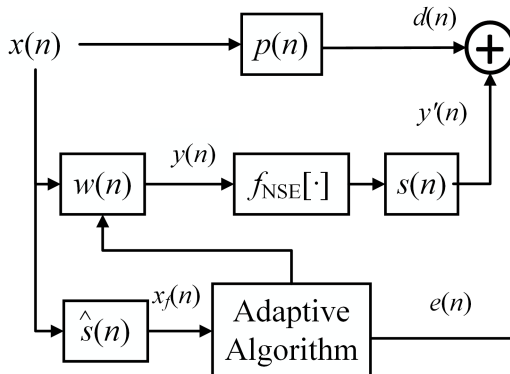 x(n)
p(n)
d(n)
+
y′(n)
w(n)
y(n)
f_NSE[·]
s(n)
ŝ(n)
x_f(n)
Adaptive
Algorithm
e(n)